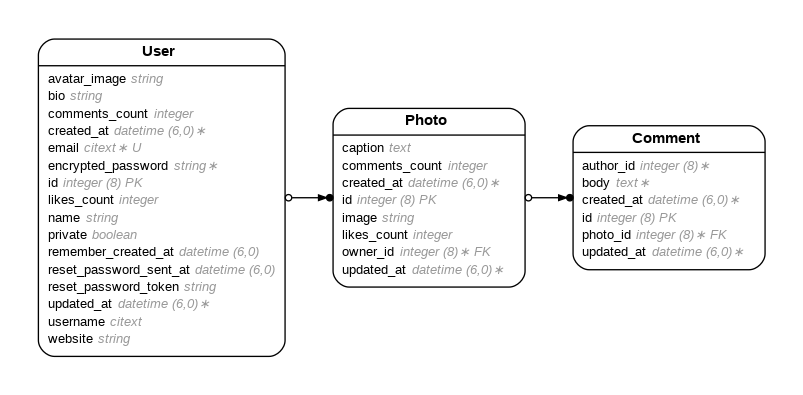 User
avatar_image string
bio string
comments_count integer
created_at datetime (6,0)∗
email citext∗ U
encrypted_password string∗
id integer (8) PK
likes_count integer
name string
private boolean
remember_created_at datetime (6,0)
reset_password_sent_at datetime (6,0)
reset_password_token string
updated_at datetime (6,0)∗
username citext
website string
Photo
caption text
comments_count integer
created_at datetime (6,0)∗
id integer (8) PK
image string
likes_count integer
owner_id integer (8)∗ FK
updated_at datetime (6,0)∗
Comment
author_id integer (8)∗
body text∗
created_at datetime (6,0)∗
id integer (8) PK
photo_id integer (8)∗ FK
updated_at datetime (6,0)∗